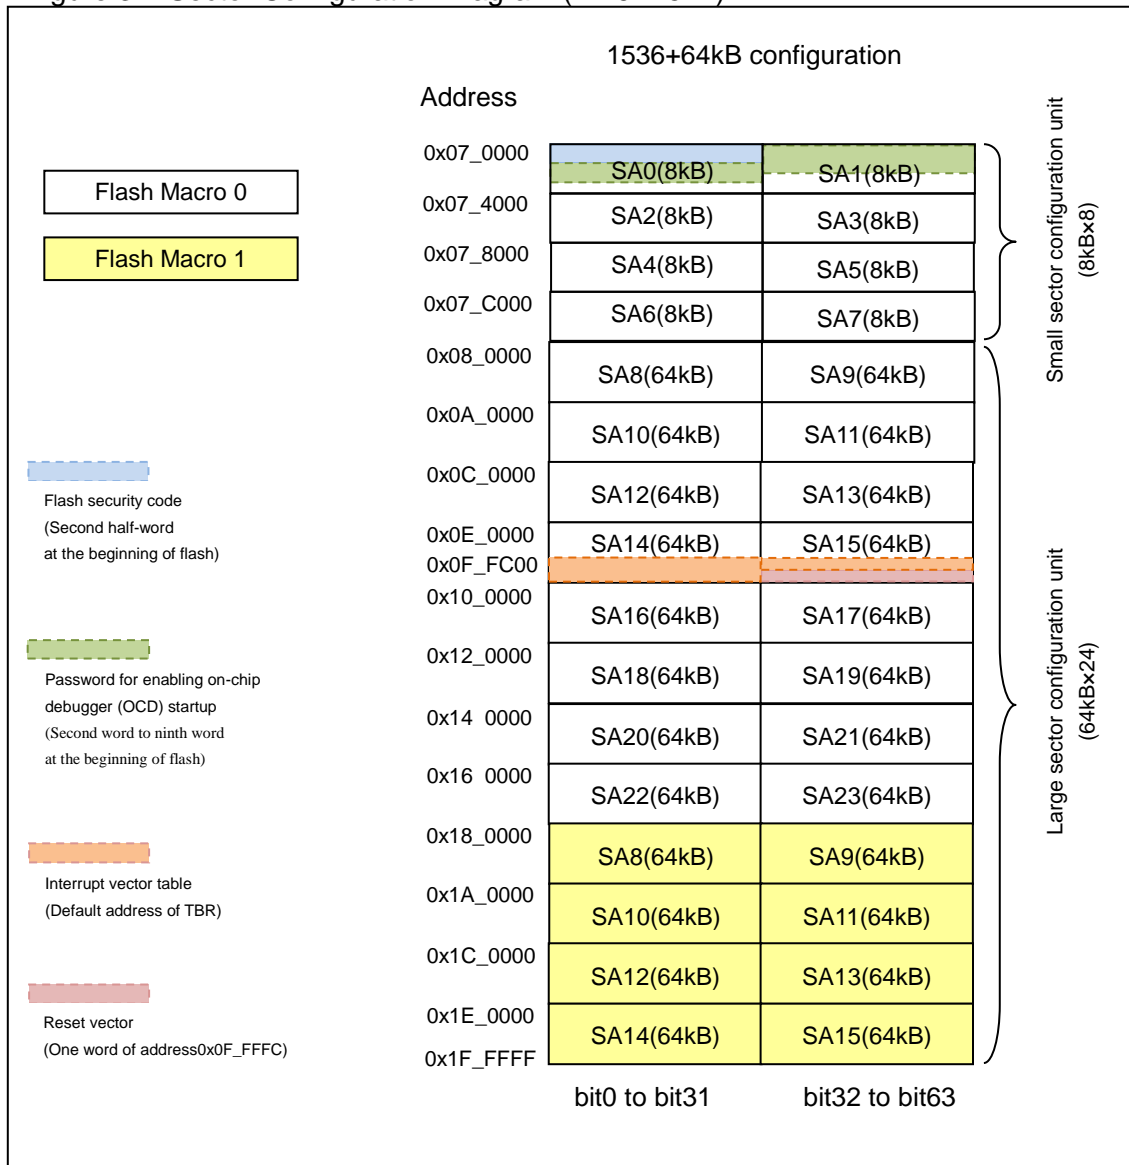 1536+64kB configuration
Address
Flash Macro 0
Flash Macro 1
0x07_0000 SA0(8kB) SA1(8kB)
0x07_4000 SA2(8kB) SA3(8kB)
0x07_8000 SA4(8kB) SA5(8kB)
0x07_C000 SA6(8kB) SA7(8kB)
0x08_0000 SA8(64kB) SA9(64kB)
0x0A_0000 SA10(64kB) SA11(64kB)
0x0C_0000 SA12(64kB) SA13(64kB)
0x0E_0000 SA14(64kB) SA15(64kB)
0x0F_FC00
0x10_0000 SA16(64kB) SA17(64kB)
0x12_0000 SA18(64kB) SA19(64kB)
0x14 0000 SA20(64kB) SA21(64kB)
0x16 0000 SA22(64kB) SA23(64kB)
0x18_0000 SA8(64kB) SA9(64kB)
0x1A_0000 SA10(64kB) SA11(64kB)
0x1C_0000 SA12(64kB) SA13(64kB)
0x1E_0000 SA14(64kB) SA15(64kB)
0x1F_FFFF
bit0 to bit31 bit32 to bit63
Small sector configuration unit
(8kB×8)
Large sector configuration unit
(64kB×24)
Flash security code
(Second half-word
at the beginning of flash)
Password for enabling on-chip
debugger (OCD) startup
(Second word to ninth word
at the beginning of flash)
Interrupt vector table
(Default address of TBR)
Reset vector
(One word of address0x0F_FFFC)